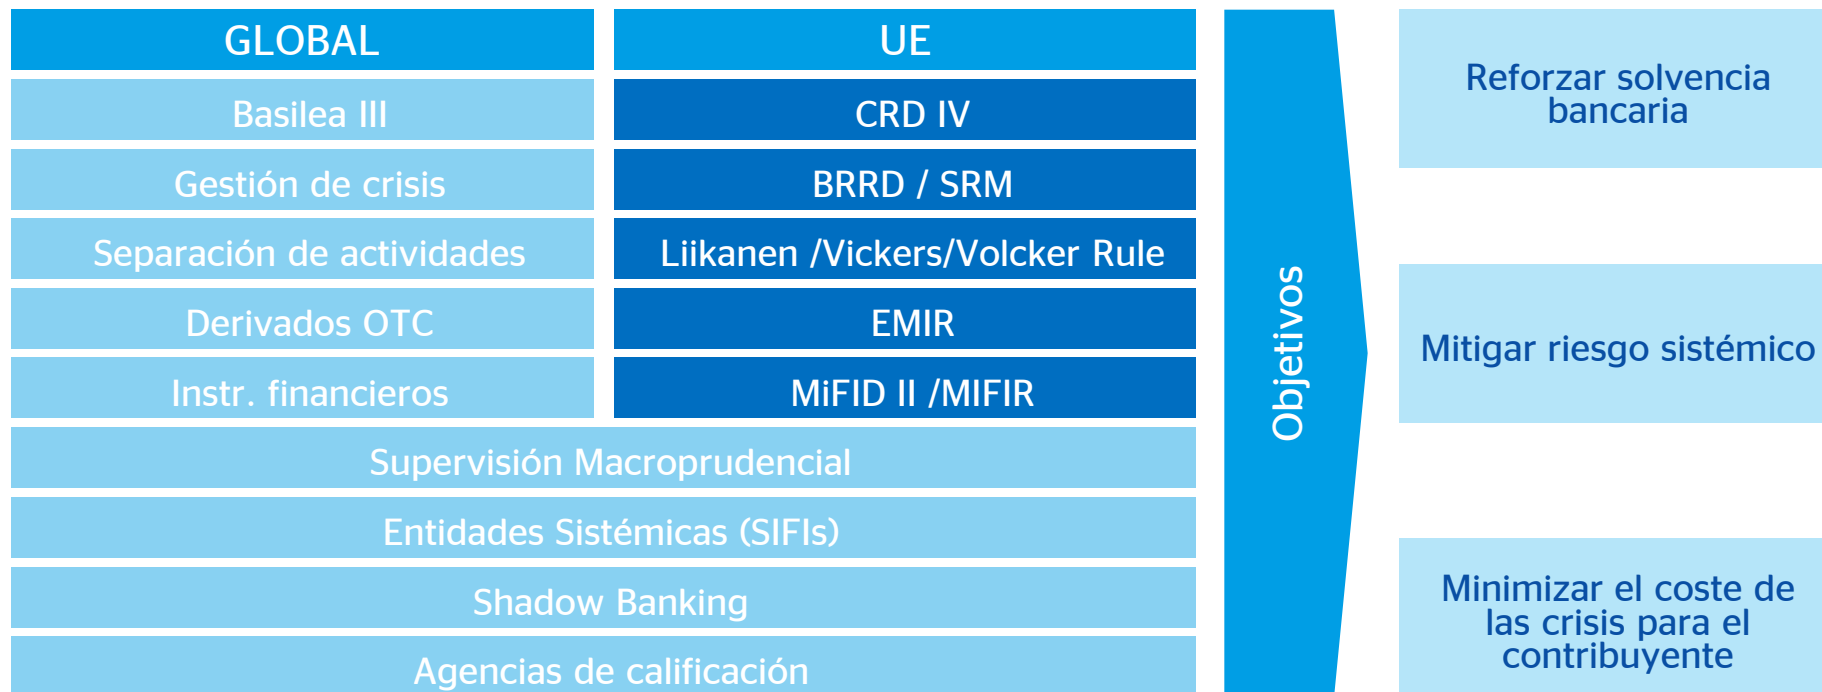 GLOBAL
UE
Basilea III
CRD IV
Gestión de crisis
BRRD / SRM
Separación de actividades
Liikanen /Vickers/Volcker Rule
Derivados OTC
EMIR
Instr. financieros
MiFID II /MIFIR
Supervisión Macroprudencial
Entidades Sistémicas (SIFIs)
Shadow Banking
Agencias de calificación
Objetivos
Reforzar solvencia
bancaria
Mitigar riesgo sistémico
Minimizar el coste de
las crisis para el
contribuyente